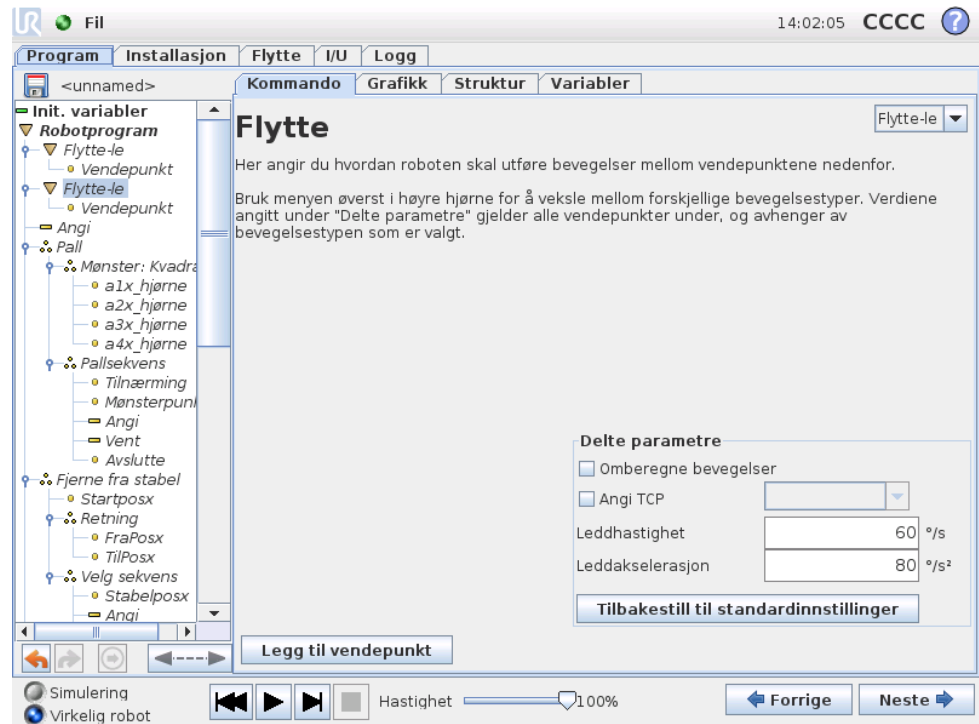 UR Fil 14:02:05 CCCC ?
Program Installasjon Flytte I/U Logg
<unnamed>
Kommando Grafikk Struktur Variabler
Init. variabler
Robotprogram
Flytte-le
Vendepunkt
Flytte-le
Vendepunkt
Angi
Pall
Mønster: Kvadra
a1x_hjørne
a2x_hjørne
a3x_hjørne
a4x_hjørne
Pallsekvens
Tilnærming
Mønsterpunl
Angi
Vent
Avslutte
Fjerne fra stabel
Startposx
Retning
FraPosx
TilPosx
Velg sekvens
Stabelposx
Angi
Flytte
Flytte-le
Her angir du hvordan roboten skal utføre bevegelser mellom vendepunktene nedenfor.
Bruk menyen øverst i høyre hjørne for å veksle mellom forskjellige bevegelsestyper. Verdiene
angitt under "Delte parametre" gjelder alle vendepunkter under, og avhenger av
bevegelsestypen som er valgt.
Delte parametre
Omberegne bevegelser
Angi TCP
Leddhastighet 60 °/s
Leddakselerasjon 80 °/s²
Tilbakestill til standardinnstillinger
Legg til vendepunkt
Simulering
Virkelig robot
Hastighet 100%
Forrige Neste